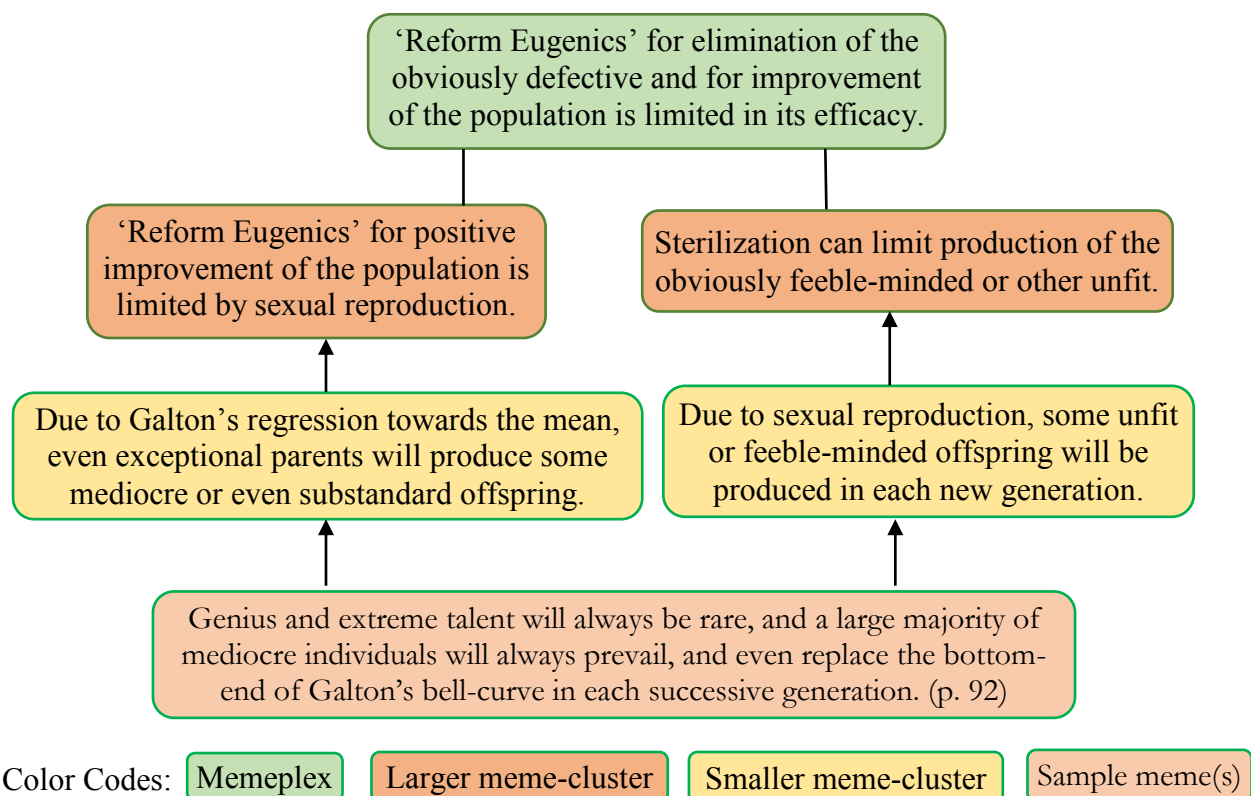 ‘Reform Eugenics’ for elimination of the
obviously defective and for improvement
of the population is limited in its efficacy.
‘Reform Eugenics’ for positive
improvement of the population is
limited by sexual reproduction.
Sterilization can limit production of the
obviously feeble-minded or other unfit.
Due to Galton’s regression towards the mean,
even exceptional parents will produce some
mediocre or even substandard offspring.
Due to sexual reproduction, some unfit
or feeble-minded offspring will be
produced in each new generation.
Genius and extreme talent will always be rare, and a large majority of
mediocre individuals will always prevail, and even replace the bottom-
end of Galton’s bell-curve in each successive generation. (p. 92)
Color Codes: Memeplex Larger meme-cluster Smaller meme-cluster Sample meme(s)